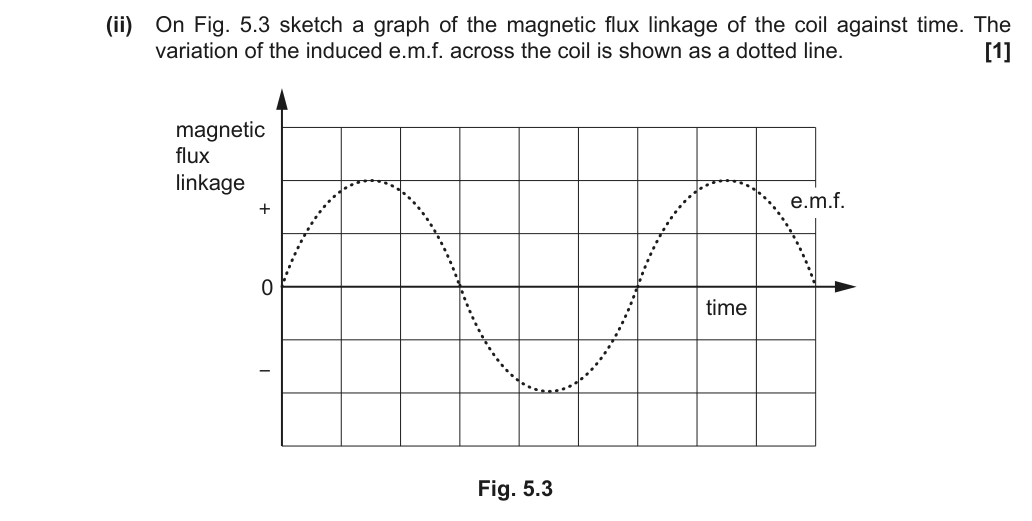 (ii) On Fig. 5.3 sketch a graph of the magnetic flux linkage of the coil against time. The
variation of the induced e.m.f. across the coil is shown as a dotted line. [1]
magnetic
flux
linkage
+
e.m.f.
0
time
–
Fig. 5.3